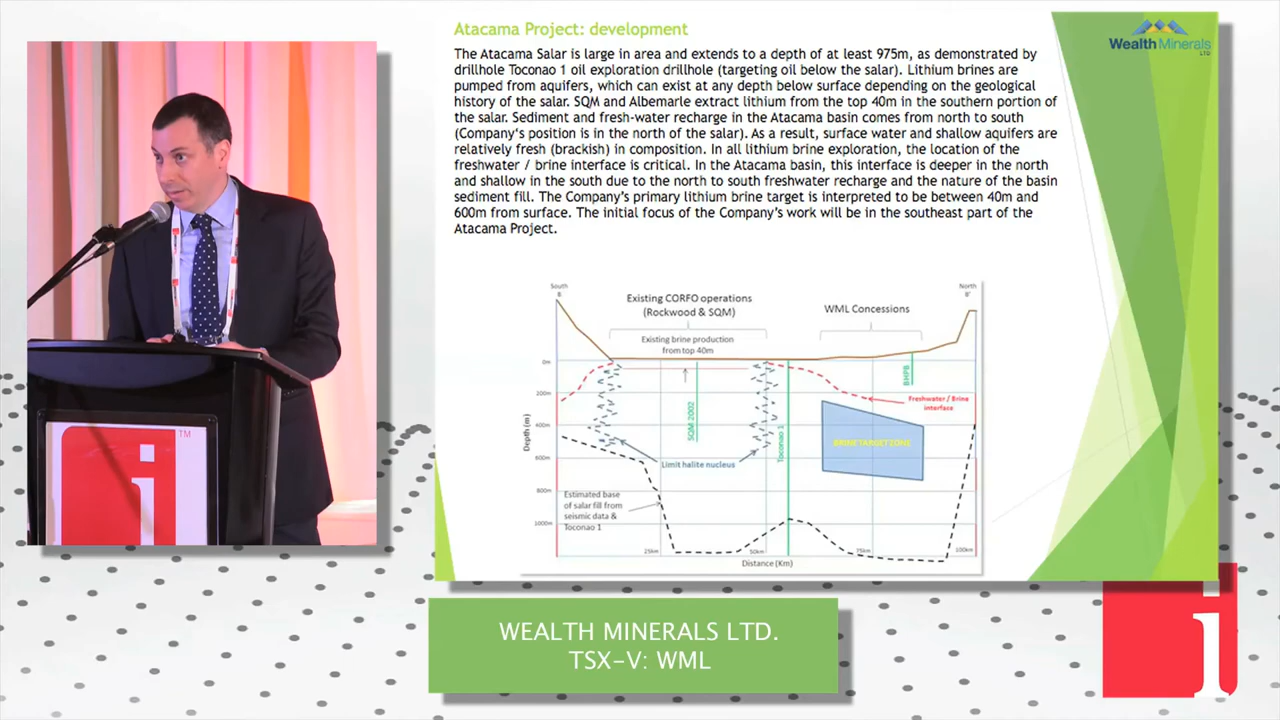 Atacama Project: development
Wealth Minerals
LTD
The Atacama Salar is large in area and extends to a depth of at least 975m, as demonstrated by
drillhole Toconao 1 oil exploration drillhole (targeting oil below the salar). Lithium brines are
pumped from aquifers, which can exist at any depth below surface depending on the geological
history of the salar. SQM and Albemarle extract lithium from the top 40m in the southern portion of
the salar. Sediment and fresh-water recharge in the Atacama basin comes from north to south
(Company's position is in the north of the salar). As a result, surface water and shallow aquifers are
relatively fresh (brackish) in composition. In all lithium brine exploration, the location of the
freshwater / brine interface is critical. In the Atacama basin, this interface is deeper in the north
and shallow in the south due to the north to south freshwater recharge and the nature of the basin
sediment fill. The Company's primary lithium brine target is interpreted to be between 40m and
600m from surface. The initial focus of the Company's work will be in the southeast part of the
Atacama Project.
South
B
North
B'
Existing CORFO operations
(Rockwood & SQM)
WML Concessions
Existing brine production
from top 40m
0m
200m
400m
600m
800m
1000m
Depth (m)
SQM-2002
Toconao 1
BHPB
Freshwater / Brine
interface
BRINE TARGET ZONE
Limit halite nucleus
Estimated base
of salar fill from
seismic data &
Toconao 1
25km
50km
75km
100km
Distance (Km)
i
TM
WEALTH MINERALS LTD.
TSX-V: WML
i